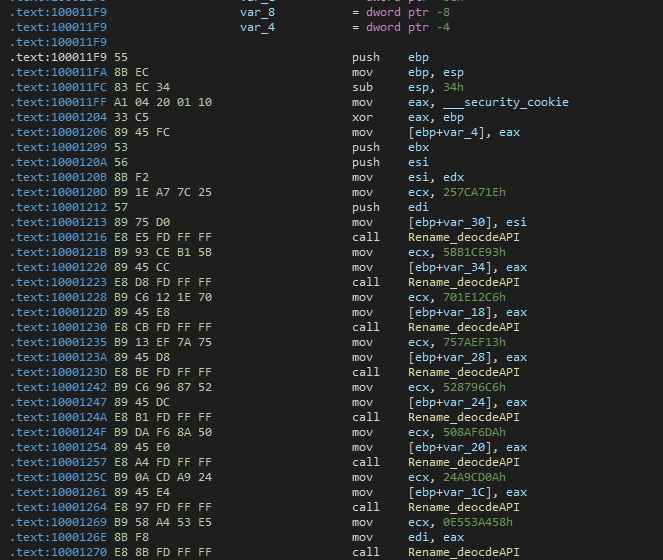 .text:100011F9 var_8 = dword ptr -8
.text:100011F9 var_4 = dword ptr -4
.text:100011F9
.text:100011F9 55 push ebp
.text:100011FA 8B EC mov ebp, esp
.text:100011FC 83 EC 34 sub esp, 34h
.text:100011FF A1 04 20 01 10 mov eax, ___security_cookie
.text:10001204 33 C5 xor eax, ebp
.text:10001206 89 45 FC mov [ebp+var_4], eax
.text:10001209 53 push ebx
.text:1000120A 56 push esi
.text:1000120B 8B F2 mov esi, edx
.text:1000120D B9 1E A7 7C 25 mov ecx, 257CA71Eh
.text:10001212 57 push edi
.text:10001213 89 75 D0 mov [ebp+var_30], esi
.text:10001216 E8 E5 FD FF FF call Rename_deocdeAPI
.text:1000121B B9 93 CE B1 5B mov ecx, 5BB1CE93h
.text:10001220 89 45 CC mov [ebp+var_34], eax
.text:10001223 E8 D8 FD FF FF call Rename_deocdeAPI
.text:10001228 B9 C6 12 1E 70 mov ecx, 701E12C6h
.text:1000122D 89 45 E8 mov [ebp+var_18], eax
.text:10001230 E8 CB FD FF FF call Rename_deocdeAPI
.text:10001235 B9 13 EF 7A 75 mov ecx, 757AEF13h
.text:1000123A 89 45 D8 mov [ebp+var_28], eax
.text:1000123D E8 BE FD FF FF call Rename_deocdeAPI
.text:10001242 B9 C6 96 87 52 mov ecx, 528796C6h
.text:10001247 89 45 DC mov [ebp+var_24], eax
.text:1000124A E8 B1 FD FF FF call Rename_deocdeAPI
.text:1000124F B9 DA F6 8A 50 mov ecx, 508AF6DAh
.text:10001254 89 45 E0 mov [ebp+var_20], eax
.text:10001257 E8 A4 FD FF FF call Rename_deocdeAPI
.text:1000125C B9 0A CD A9 24 mov ecx, 24A9CD0Ah
.text:10001261 89 45 E4 mov [ebp+var_1C], eax
.text:10001264 E8 97 FD FF FF call Rename_deocdeAPI
.text:10001269 B9 58 A4 53 E5 mov ecx, 0E553A458h
.text:1000126E 8B F8 mov edi, eax
.text:10001270 E8 8B FD FF FF call Rename_deocdeAPI